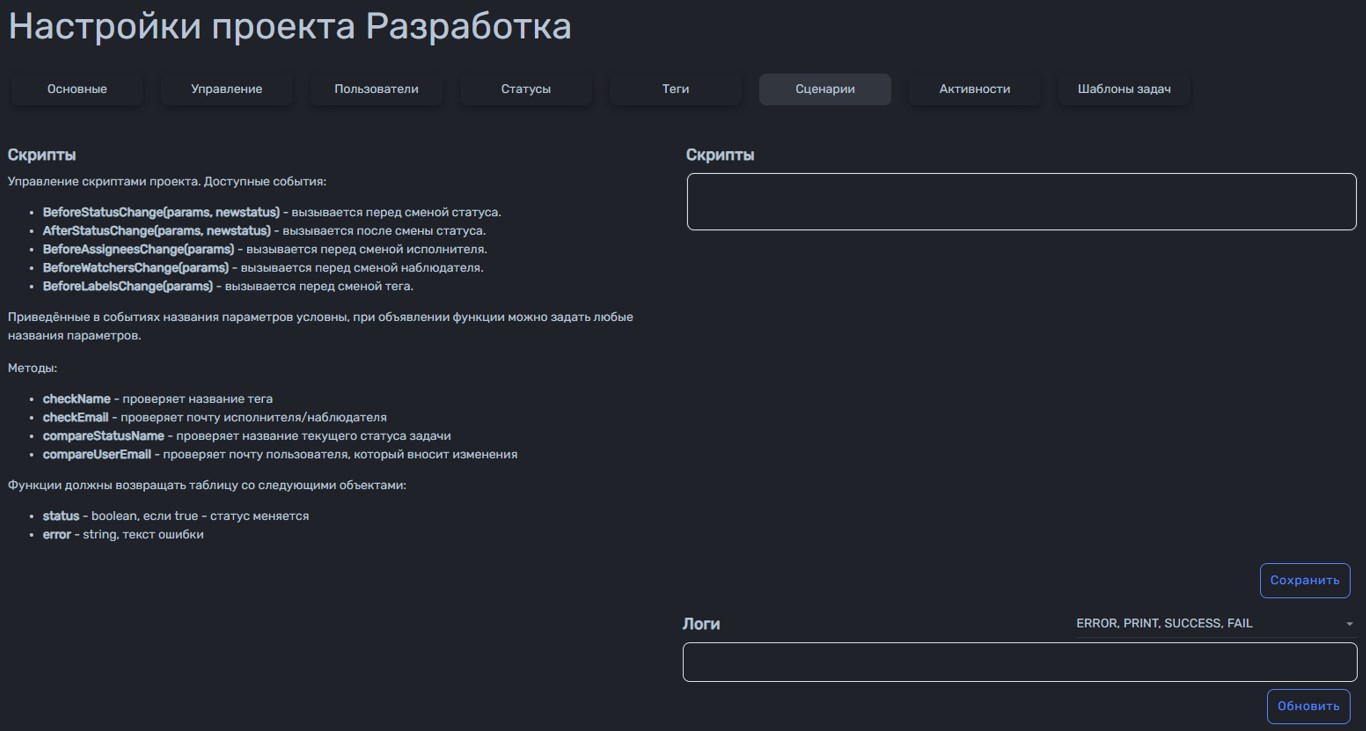 Настройки проекта Разработка
Основные
Управление
Пользователи
Статусы
Теги
Сценарии
Активности
Шаблоны задач
Скрипты
Управление скриптами проекта. Доступные события:
• BeforeStatusChange(params, newstatus) - вызывается перед сменой статуса.
• AfterStatusChange(params, newstatus) - вызывается после смены статуса.
• BeforeAssigneesChange(params) - вызывается перед сменой исполнителя.
• BeforeWatchersChange(params) - вызывается перед сменой наблюдателя.
• BeforeLabelsChange(params) - вызывается перед сменой тега.
Приведённые в событиях названия параметров условны, при объявлении функции можно задать любые
названия параметров.
Методы:
• checkName - проверяет название тега
• checkEmail - проверяет почту исполнителя/наблюдателя
• compareStatusName - проверяет название текущего статуса задачи
• compareUserEmail - проверяет почту пользователя, который вносит изменения
Функции должны возвращать таблицу со следующими объектами:
• status - boolean, если true - статус меняется
• error - string, текст ошибки
Скрипты
Сохранить
Логи
ERROR, PRINT, SUCCESS, FAIL
Обновить